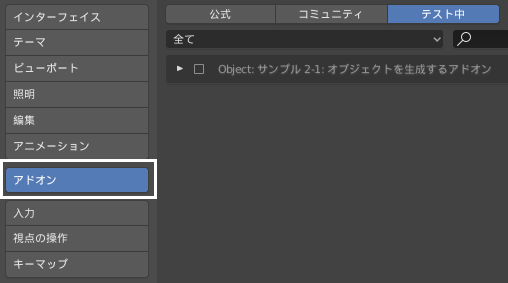 インターフェイス
テーマ
ビューポート
照明
編集
アニメーション
アドオン
入力
視点の操作
キーマップ
公式
コミュニティ
テスト中
全て
Object: サンプル 2-1: オブジェクトを生成するアドオン